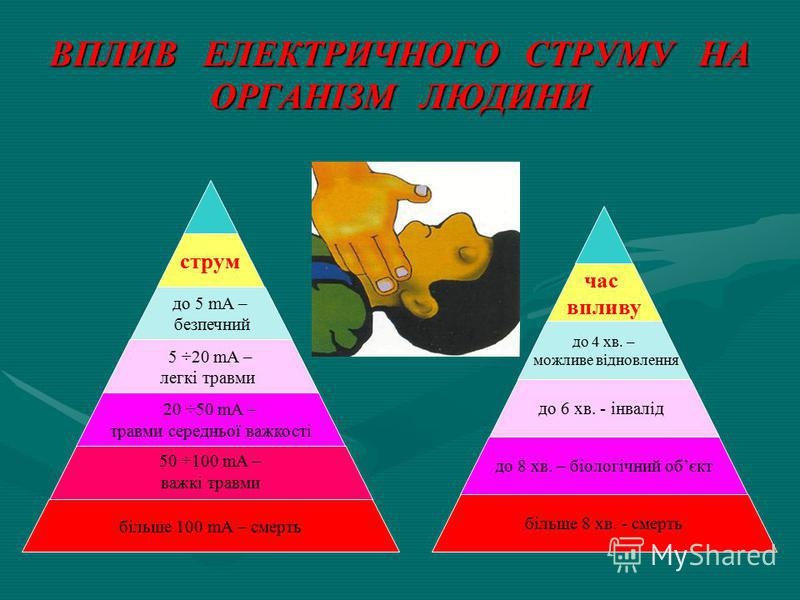 ВПЛИВ ЕЛЕКТРИЧНОГО СТРУМУ НА
ОРГАНІЗМ ЛЮДИНИ
струм
до 5 mA –
безпечний
5 ÷20 mA –
легкі травми
20 ÷50 mA –
травми середньої важкості
50 ÷100 mA –
важкі травми
більше 100 mA – смерть
час
впливу
до 4 хв. –
можливе відновлення
до 6 хв. - інвалід
до 8 хв. – біологічний об’єкт
більше 8 хв. - смерть
MyShared